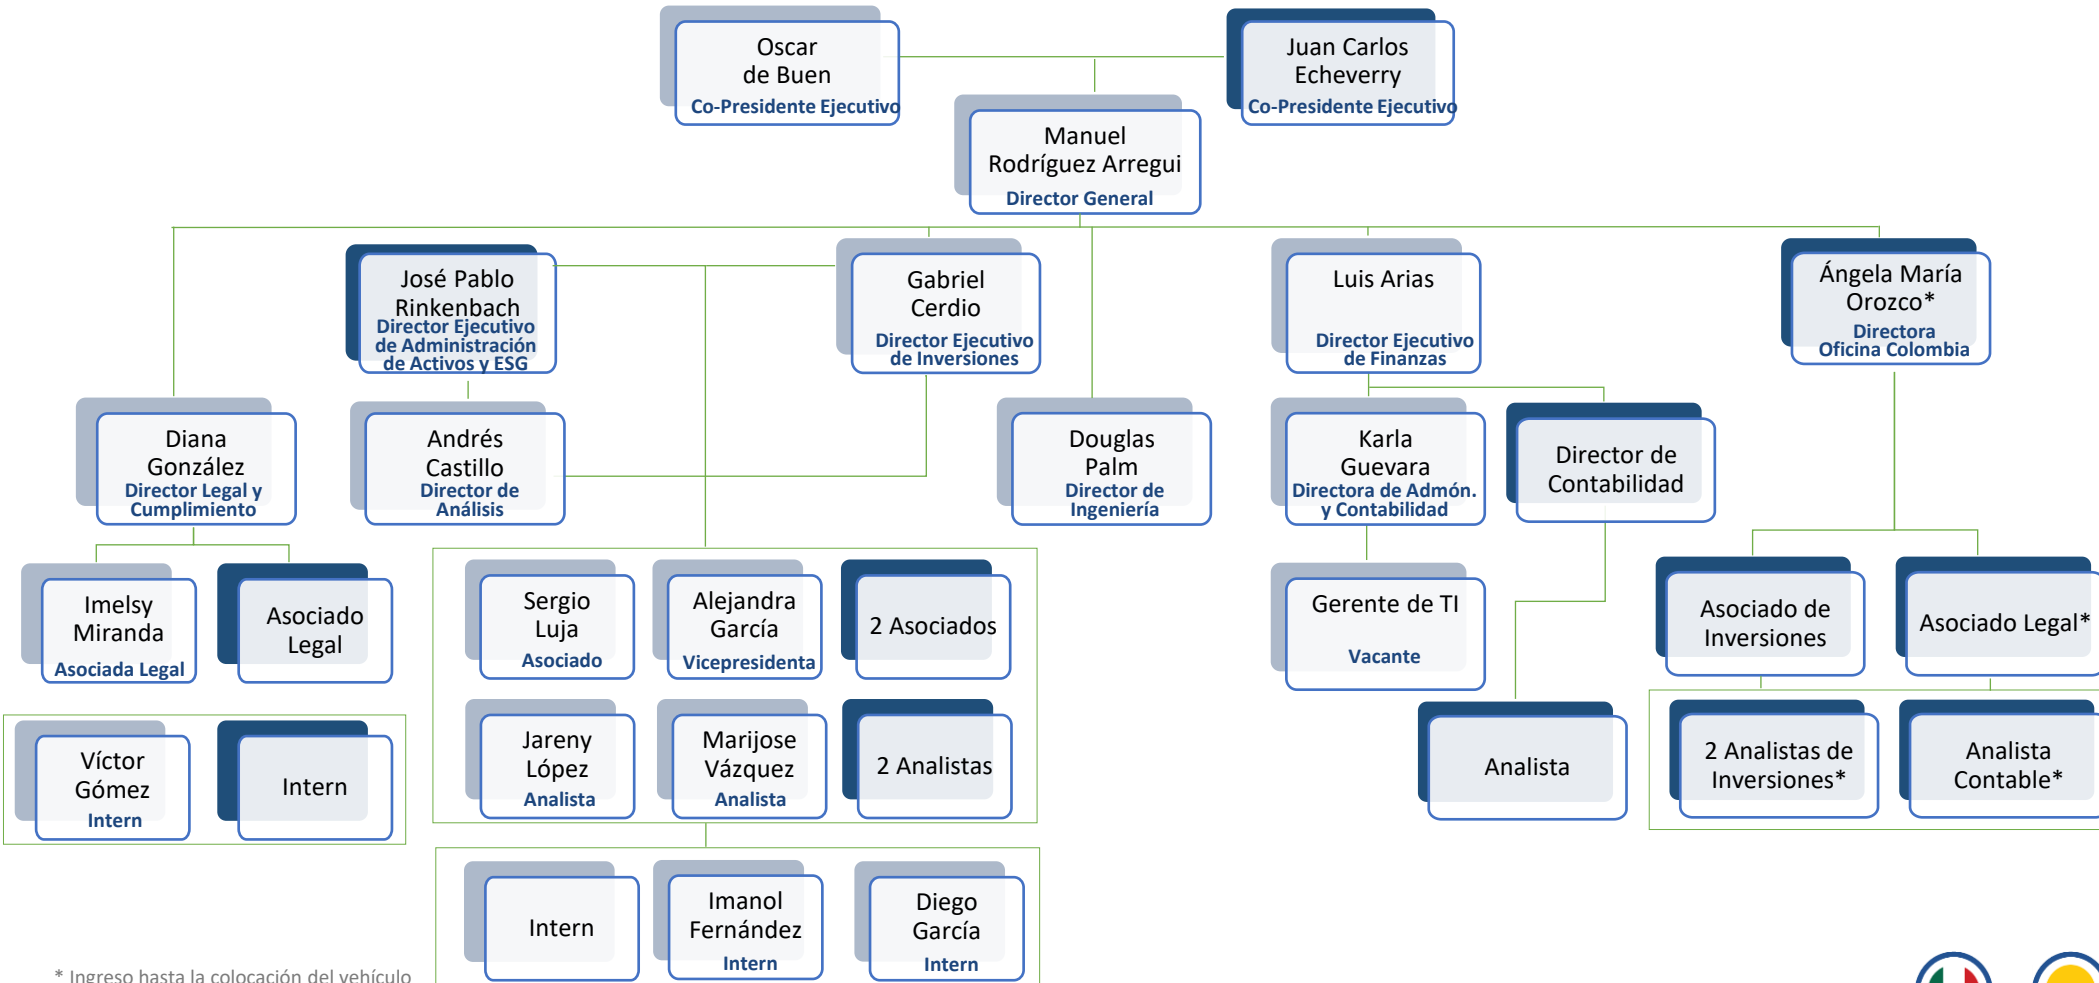 Oscar
de Buen
Co-Presidente Ejecutivo
Juan Carlos
Echeverry
Co-Presidente Ejecutivo
Manuel
Rodríguez Arregui
Director General
José Pablo
Rinkenbach
Director Ejecutivo
de Administración
de Activos y ESG
Gabriel
Cerdio
Director Ejecutivo
de Inversiones
Luis Arias
Director Ejecutivo
de Finanzas
Ángela María
Orozco*
Directora
Oficina Colombia
Diana
González
Director Legal y
Cumplimiento
Andrés
Castillo
Director de
Análisis
Douglas
Palm
Director de
Ingeniería
Karla
Guevara
Directora de Admón.
y Contabilidad
Director de
Contabilidad
Imelsy
Miranda
Asociada Legal
Asociado
Legal
Sergio
Luja
Asociado
Alejandra
García
Vicepresidenta
2 Asociados
Gerente de TI
Vacante
Asociado de
Inversiones
Asociado Legal*
Víctor
Gómez
Intern
Intern
Jareny
López
Analista
Marijose
Vázquez
Analista
2 Analistas
Analista
2 Analistas de
Inversiones*
Analista
Contable*
Intern
Imanol
Fernández
Intern
Diego
García
Intern
* Ingreso hasta la colocación del vehículo